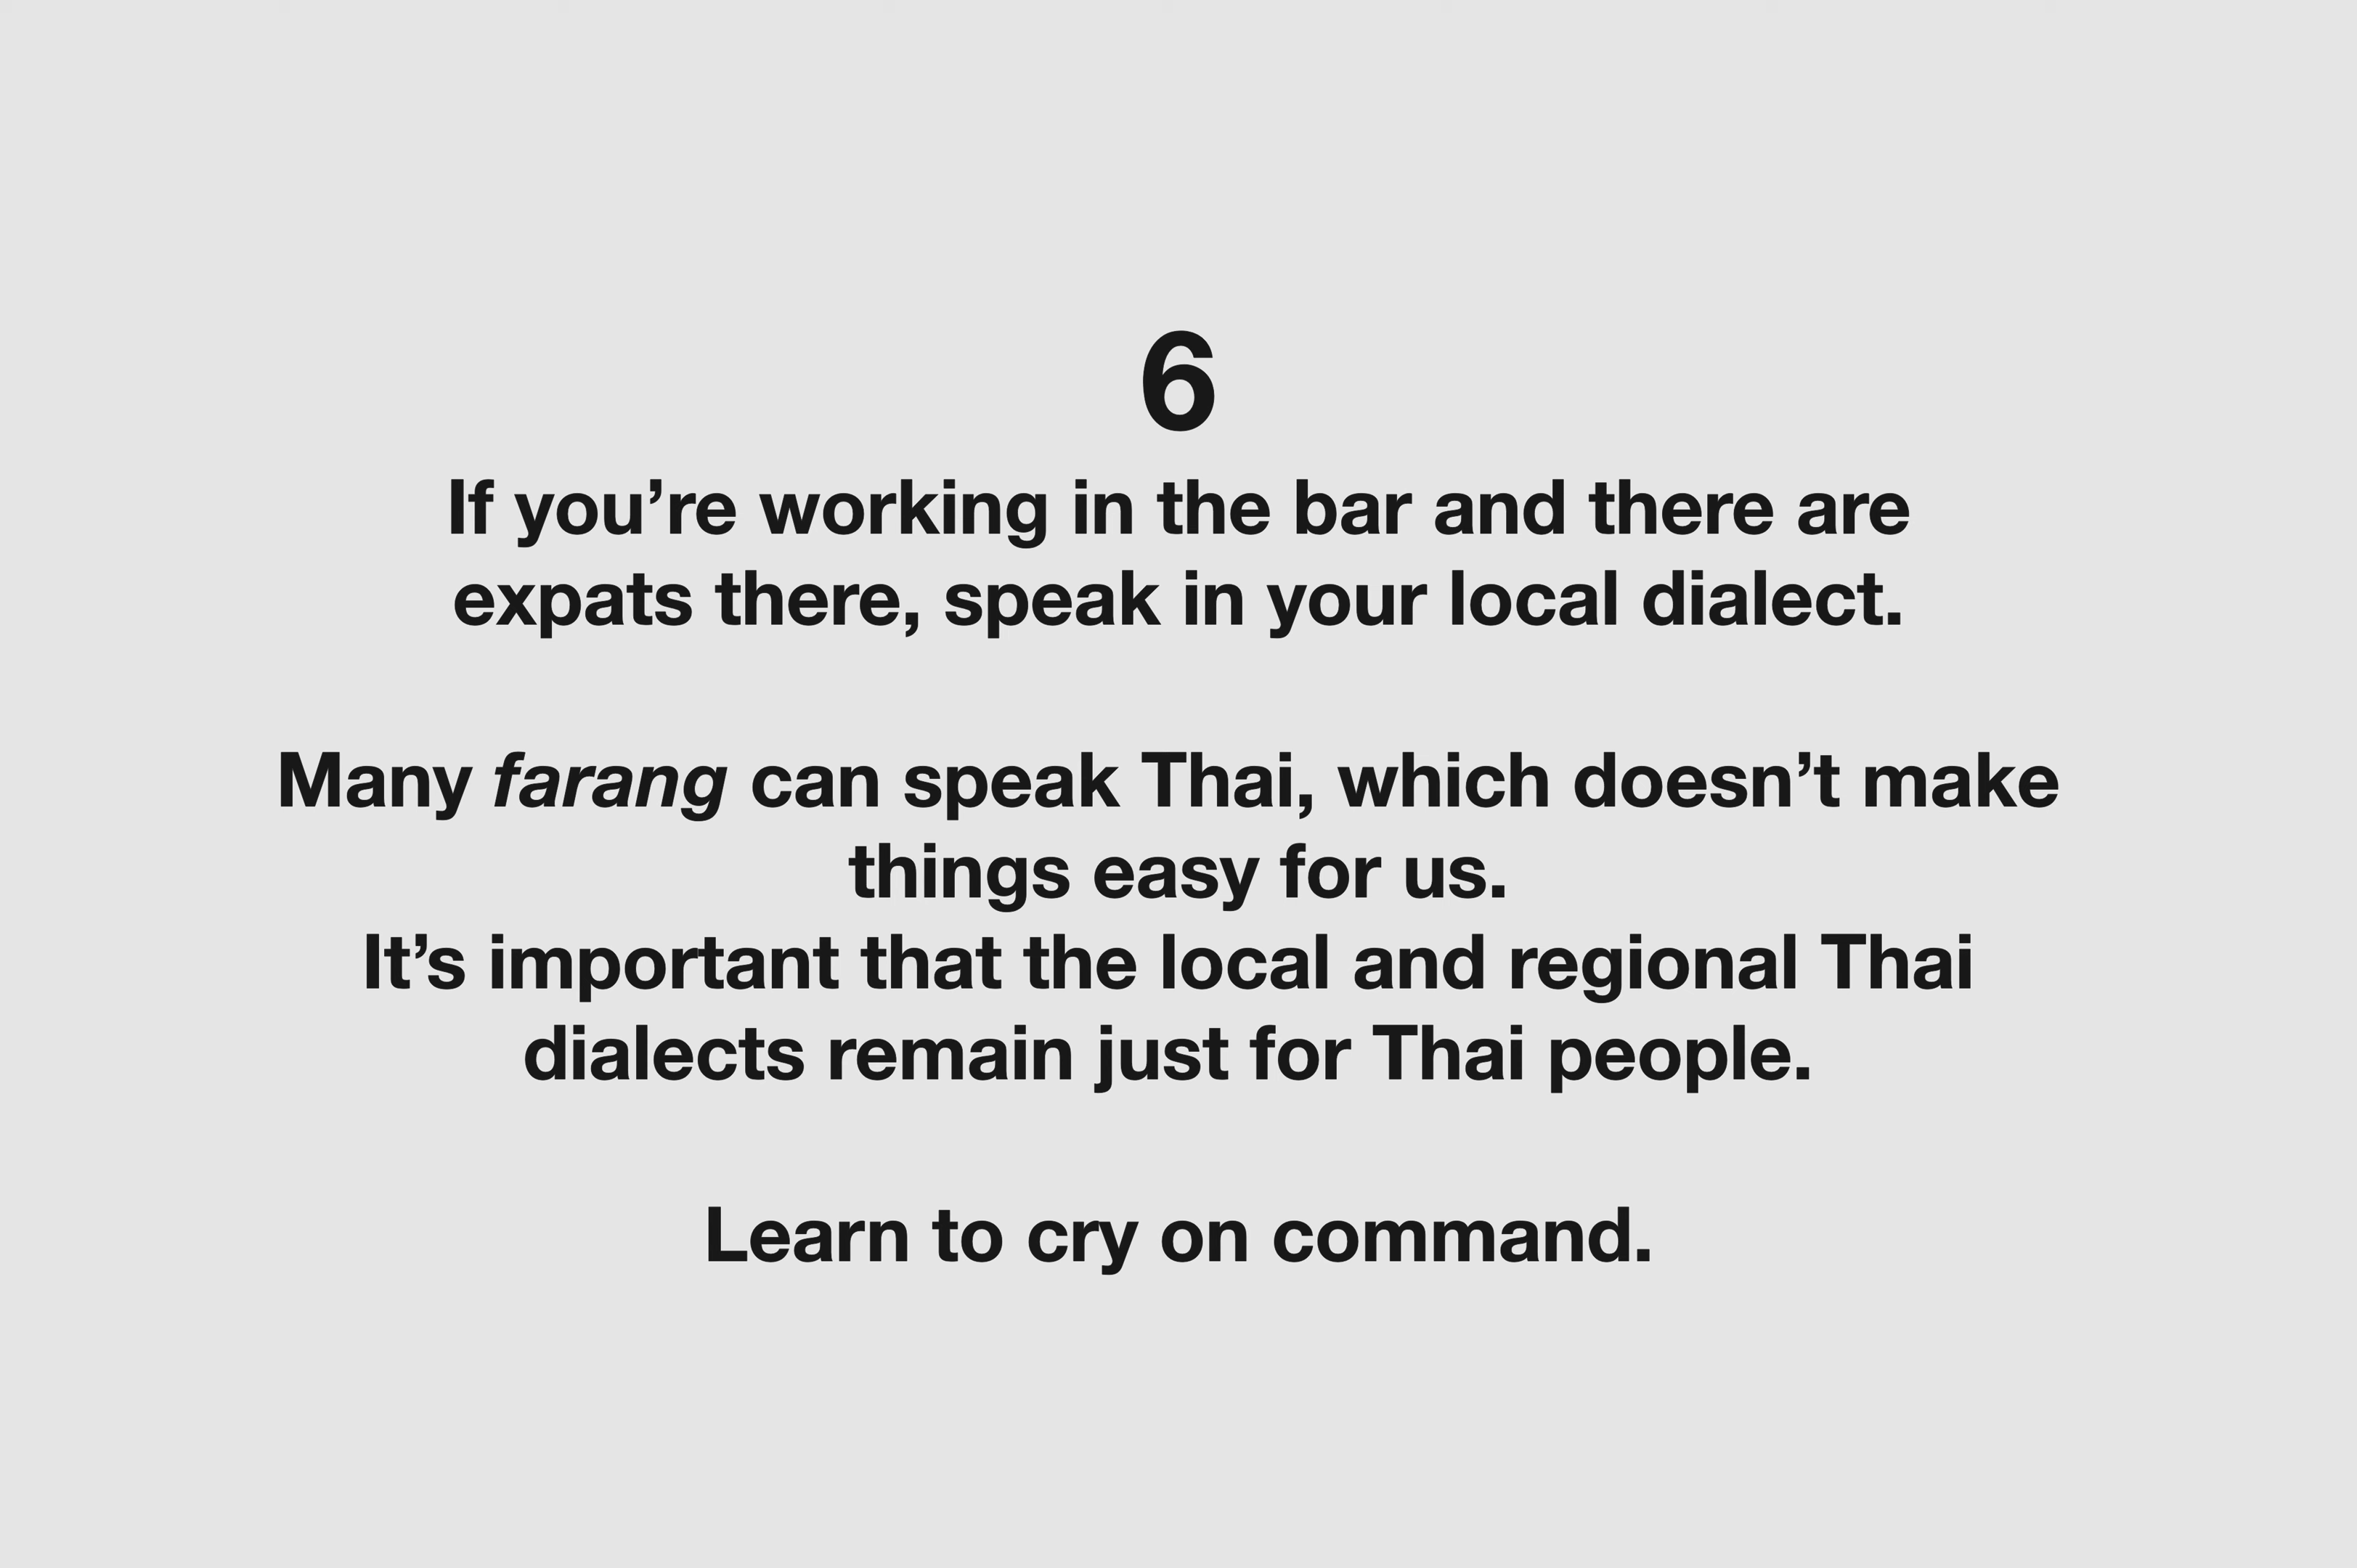 6
If you’re working in the bar and there are
expats there, speak in your local dialect.
Many farang can speak Thai, which doesn’t make
things easy for us.
It’s important that the local and regional Thai
dialects remain just for Thai people.
Learn to cry on command.